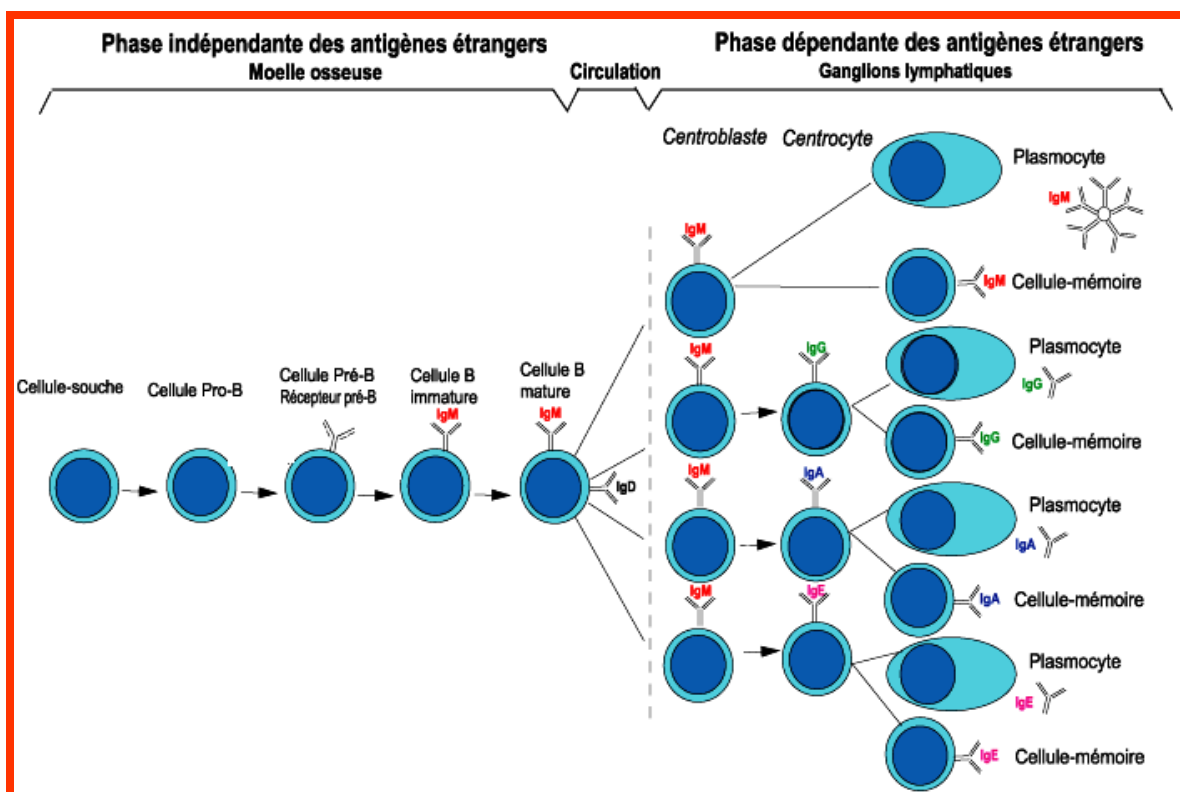 Phase indépendante des antigènes étrangers
Phase dépendante des antigènes étrangers
Moelle osseuse
Circulation
Ganglions lymphatiques
Centroblaste
Centrocyte
Plasmocyte
IgM
IgM
IgM
Cellule-mémoire
IgM
IgG
Plasmocyte
IgG
Cellule-souche
Cellule Pro-B
Cellule Pré-B
Récepteur pré-B
Cellule B
immature
IgM
Cellule B
mature
IgM
IgD
IgG
Cellule-mémoire
IgM
IgA
Plasmocyte
IgA
IgM
IgE
IgA
Cellule-mémoire
Plasmocyte
IgE
IgE
Cellule-mémoire